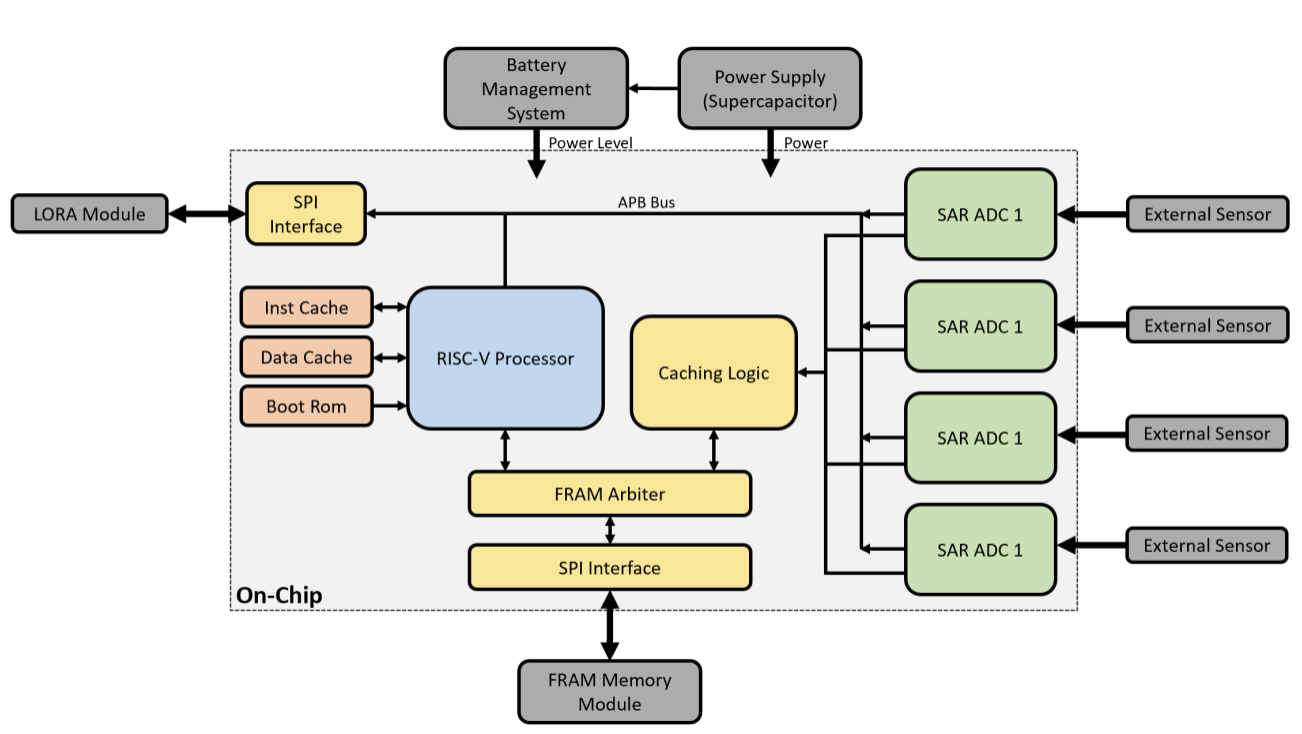 Battery
Management
System
Power Supply
(Supercapacitor)
Power Level
Power
LORA Module
SPI
Interface
APB Bus
SAR ADC 1
External Sensor
Inst Cache
Data Cache
Boot Rom
RISC-V Processor
Caching Logic
SAR ADC 1
External Sensor
SAR ADC 1
External Sensor
FRAM Arbiter
SPI Interface
SAR ADC 1
External Sensor
On-Chip
FRAM Memory
Module